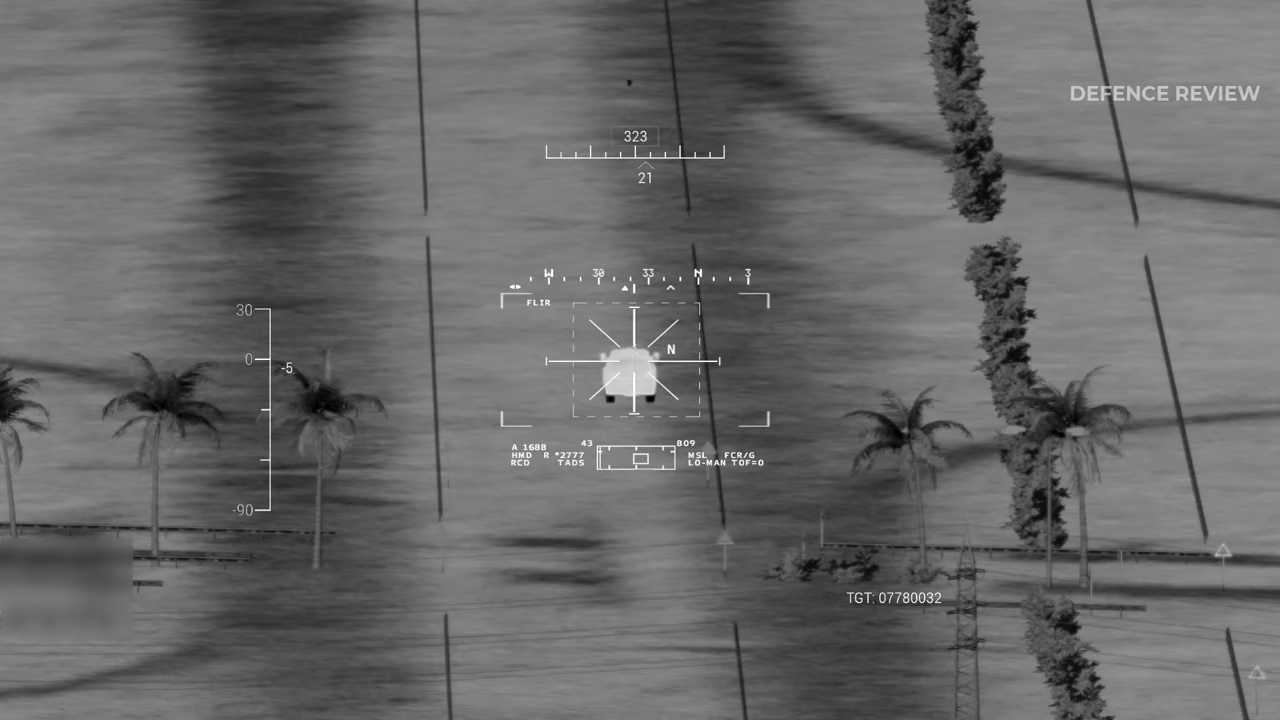 DEFENCE REVIEW
323
21
W 30 33 N 3
FLIR
30
0
-5
N
-90
43 809
A 1688
HMD R *2777
RCD TADS
MSL FCR/G
LO-MAN TOF=0
TGT: 07780032